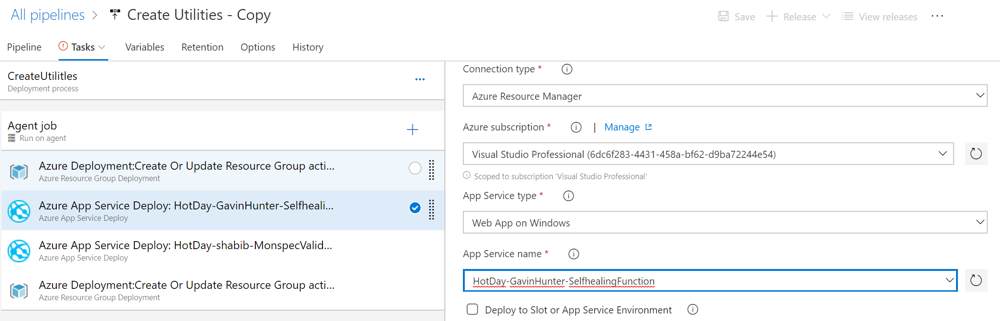 All pipelines > Create Utilities - Copy
Save Release View releases ...
Pipeline Tasks Variables Retention Options History
CreateUtilitles
Deployment process
Agent job
Run on agent
Azure Deployment:Create Or Update Resource Group acti...
Azure Resource Group Deployment
Azure App Service Deploy: HotDay-GavinHunter-Selfheali...
Azure App Service Deploy
Azure App Service Deploy: HotDay-shabib-MonspecValid...
Azure App Service Deploy
Azure Deployment:Create Or Update Resource Group acti...
Azure Resource Group Deployment
Connection type *
Azure Resource Manager
Azure subscription * | Manage
Visual Studio Professional (6dc6f283-4431-458a-bf62-d9ba72244e54)
Scoped to subscription 'Visual Studio Professional'
App Service type *
Web App on Windows
App Service name *
HotDay-GavinHunter-SelfhealingFunction
Deploy to Slot or App Service Environment